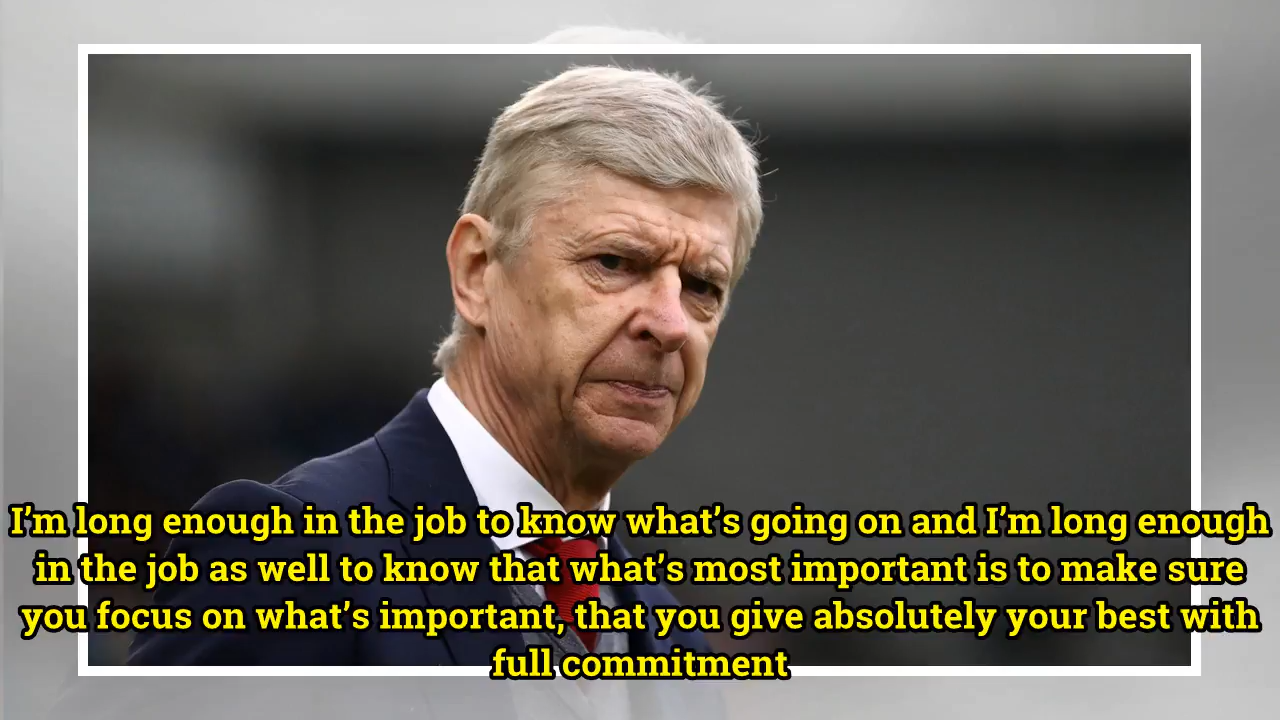 I’m long enough in the job to know what’s going on and I’m long enough
in the job as well to know that what’s most important is to make sure
you focus on what’s important, that you give absolutely your best with
full commitment